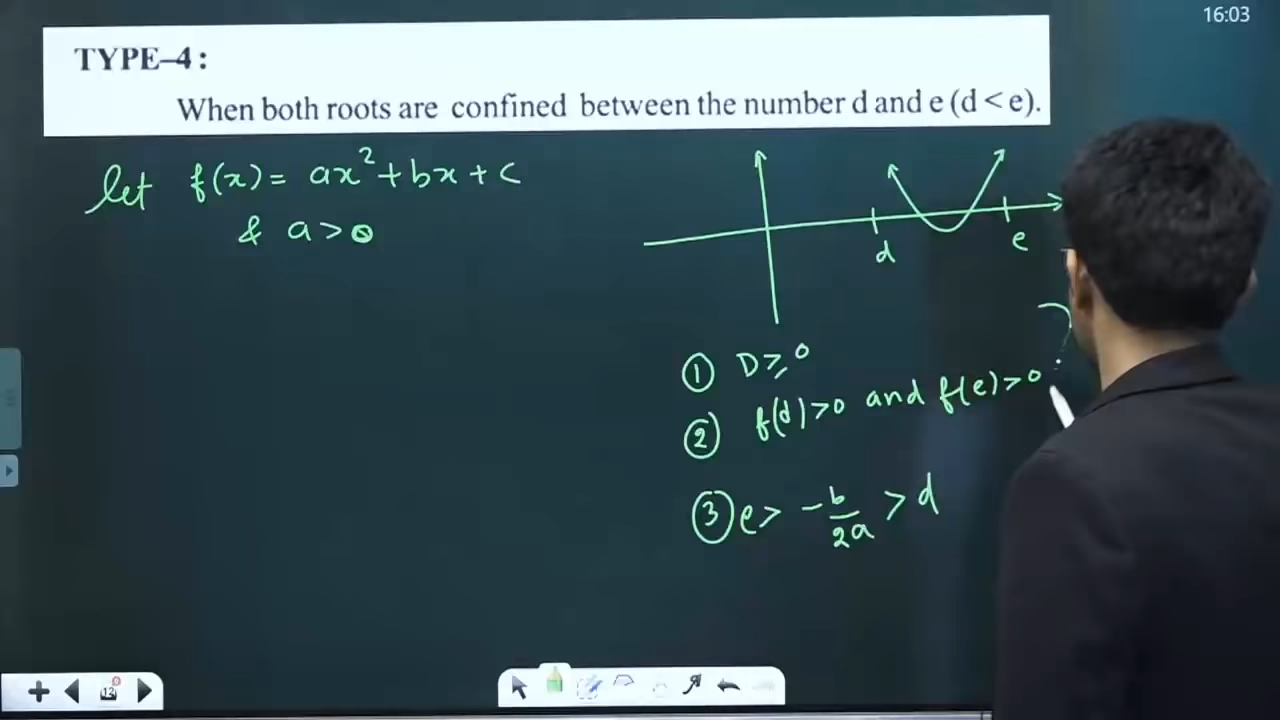 16:03
TYPE–4 :
When both roots are confined between the number d and e (d < e).
let f(x) = ax²+bx+c
& a>0
d
e
① D ≥ 0
② f(d)>0 and f(e)>0
③ e > -b/2a > d
12